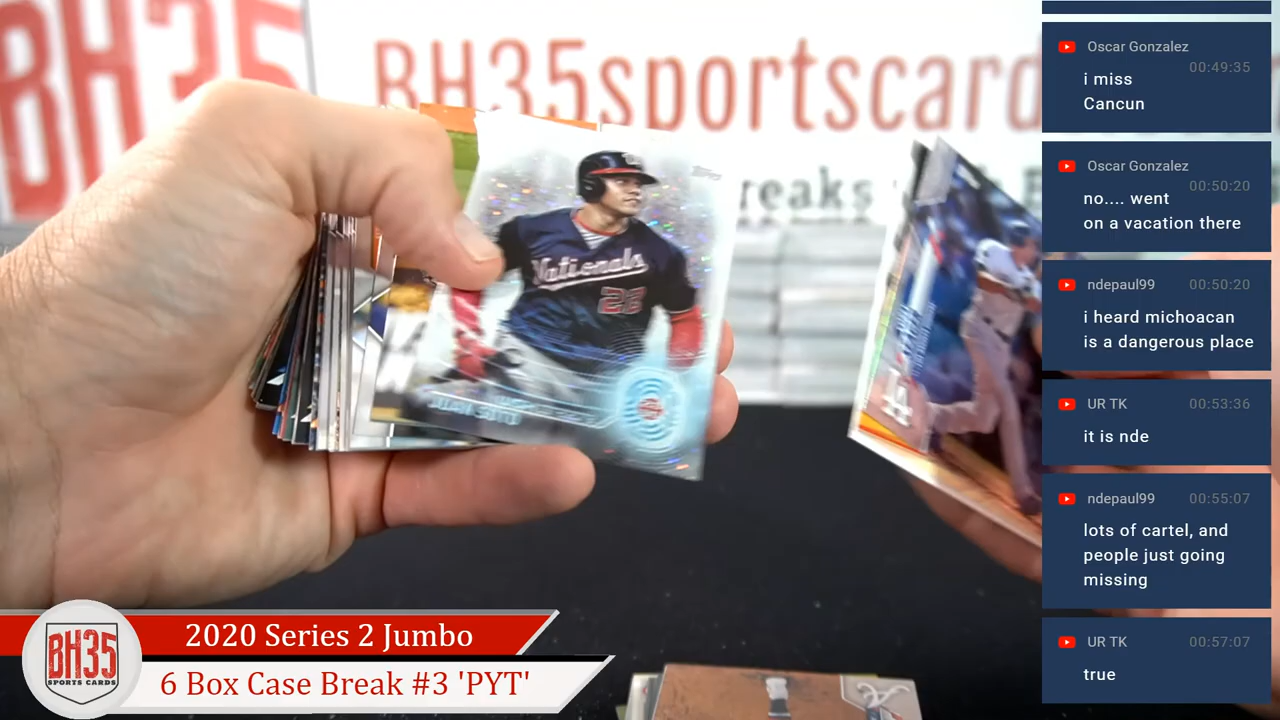 BH35
BH35sportscard
reaks
Nationals
28
JUAN SOTO
2020 Series 2 Jumbo
6 Box Case Break #3 'PYT'
BH35
SPORTS CARDS
Oscar Gonzalez 00:49:35
i miss
Cancun
Oscar Gonzalez 00:50:20
no.... went
on a vacation there
ndepaul99 00:50:20
i heard michoacan
is a dangerous place
UR TK 00:53:36
it is nde
ndepaul99 00:55:07
lots of cartel, and
people just going
missing
UR TK 00:57:07
true